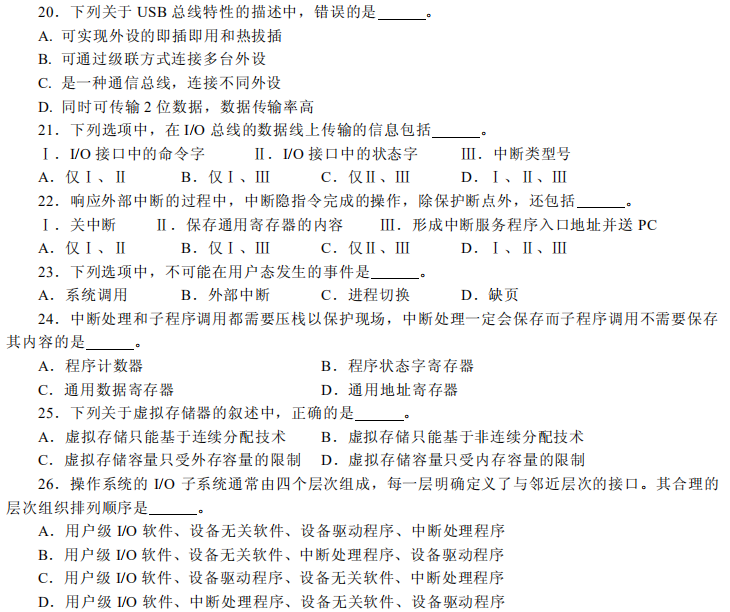 20．下列关于 USB 总线特性的描述中，错误的是______。
A. 可实现外设的即插即用和热拔插
B. 可通过级联方式连接多台外设
C. 是一种通信总线，连接不同外设
D. 同时可传输 2 位数据，数据传输率高
21．下列选项中，在 I/O 总线的数据线上传输的信息包括______。
Ⅰ．I/O 接口中的命令字 Ⅱ．I/O 接口中的状态字 Ⅲ．中断类型号
A．仅Ⅰ、Ⅱ B．仅Ⅰ、Ⅲ C．仅Ⅱ、Ⅲ D．Ⅰ、Ⅱ、Ⅲ
22．响应外部中断的过程中，中断隐指令完成的操作，除保护断点外，还包括______。
Ⅰ．关中断 Ⅱ．保存通用寄存器的内容 Ⅲ．形成中断服务程序入口地址并送 PC
A．仅Ⅰ、Ⅱ B．仅Ⅰ、Ⅲ C．仅Ⅱ、Ⅲ D．Ⅰ、Ⅱ、Ⅲ
23．下列选项中，不可能在用户态发生的事件是______。
A．系统调用 B．外部中断 C．进程切换 D．缺页
24．中断处理和子程序调用都需要压栈以保护现场，中断处理一定会保存而子程序调用不需要保存
其内容的是______。
A．程序计数器 B．程序状态字寄存器
C．通用数据寄存器 D．通用地址寄存器
25．下列关于虚拟存储器的叙述中，正确的是______。
A．虚拟存储只能基于连续分配技术 B．虚拟存储只能基于非连续分配技术
C．虚拟存储容量只受外存容量的限制 D．虚拟存储容量只受内存容量的限制
26．操作系统的 I/O 子系统通常由四个层次组成，每一层明确定义了与邻近层次的接口。其合理的
层次组织排列顺序是______。
A．用户级 I/O 软件、设备无关软件、设备驱动程序、中断处理程序
B．用户级 I/O 软件、设备无关软件、中断处理程序、设备驱动程序
C．用户级 I/O 软件、设备驱动程序、设备无关软件、中断处理程序
D．用户级 I/O 软件、中断处理程序、设备无关软件、设备驱动程序